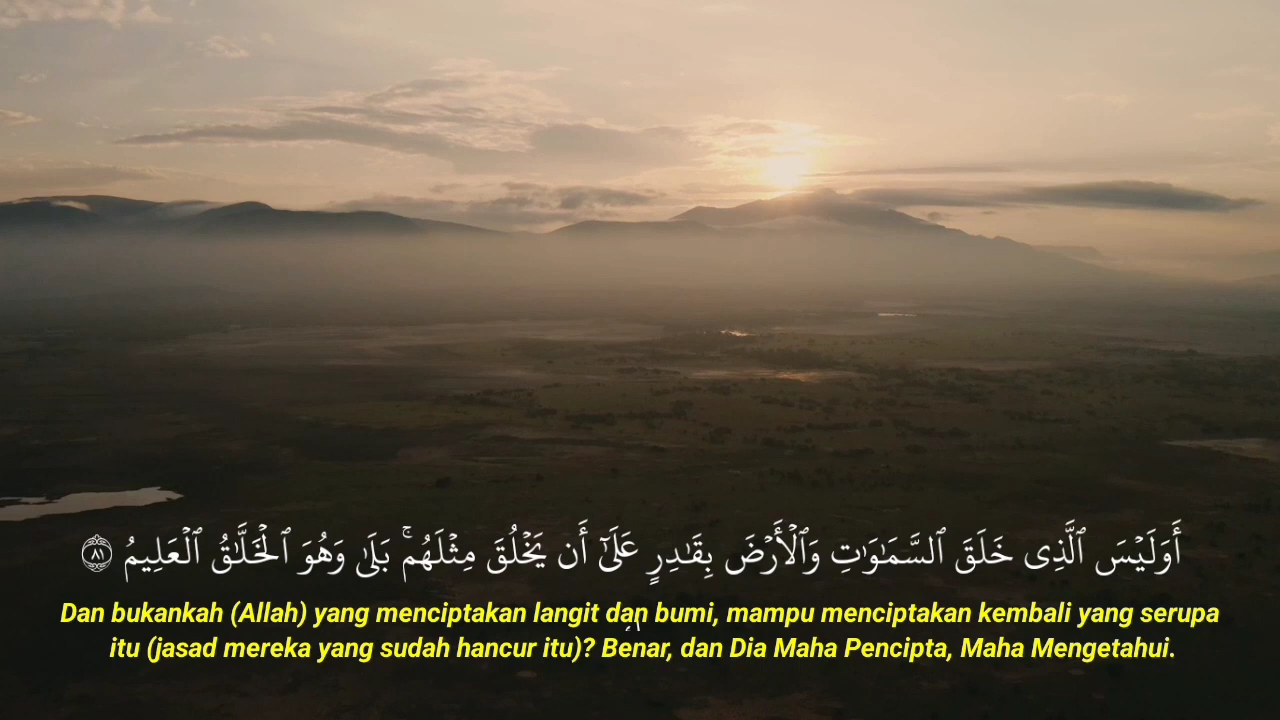 أَوَلَيْسَ ٱلَّذِى خَلَقَ ٱلسَّمَـٰوَٰتِ وَٱلْأَرْضَ بِقَـٰدِرٍ عَلَىٰٓ أَن يَخْلُقَ مِثْلَهُم ۚ بَلَىٰ وَهُوَ ٱلْخَلَّـٰقُ ٱلْعَلِيمُ ٨١
Dan bukankah (Allah) yang menciptakan langit dan bumi, mampu menciptakan kembali yang serupa
itu (jasad mereka yang sudah hancur itu)? Benar, dan Dia Maha Pencipta, Maha Mengetahui.